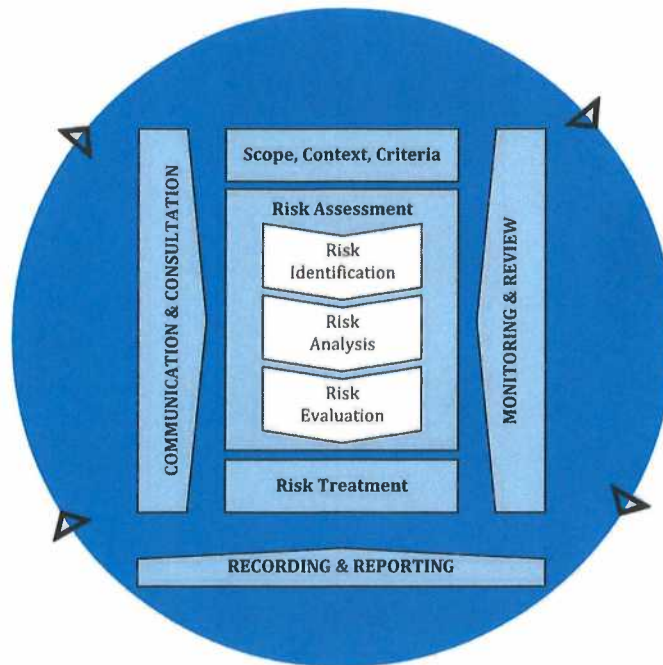 Scope, Context, Criteria
Risk Assessment
Risk
Identification
Risk
Analysis
Risk
Evaluation
Risk Treatment
COMMUNICATION & CONSULTATION
MONITORING & REVIEW
RECORDING & REPORTING